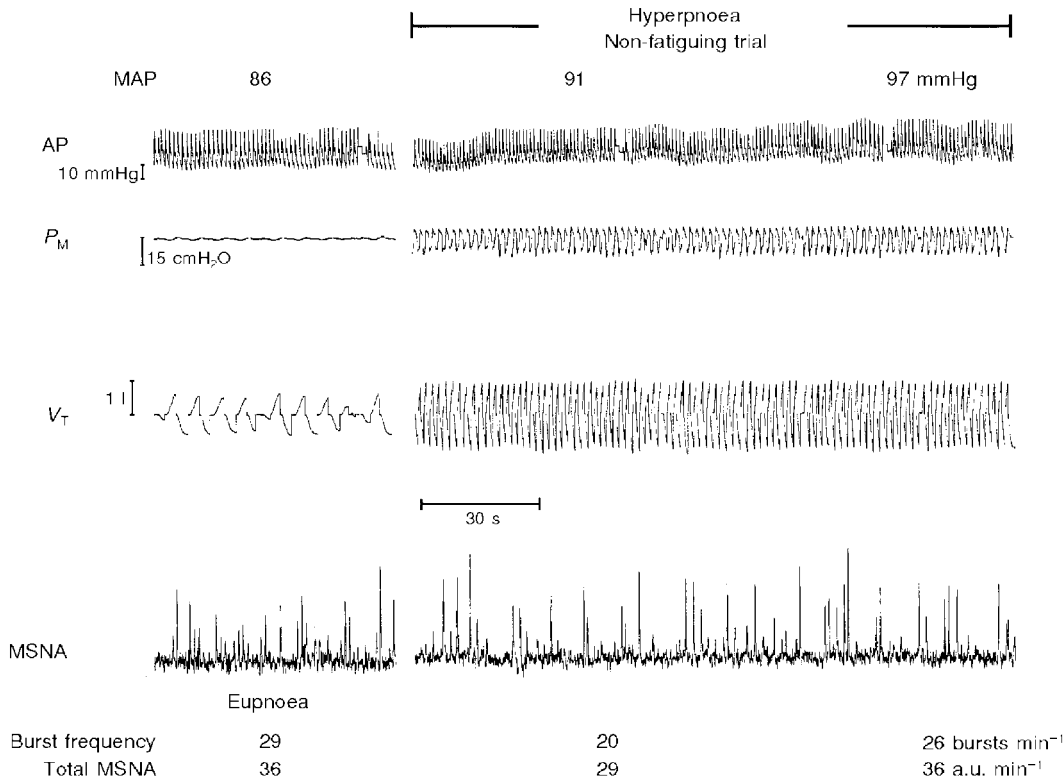 Hyperpnoea
Non-fatiguing trial
MAP 86 91 97 mmHg
AP
10 mmHg
P_M
15 cmH₂O
1 l
V_T
30 s
MSNA
Eupnoea
Burst frequency 29 20 26 bursts min⁻¹
Total MSNA 36 29 36 a.u. min⁻¹